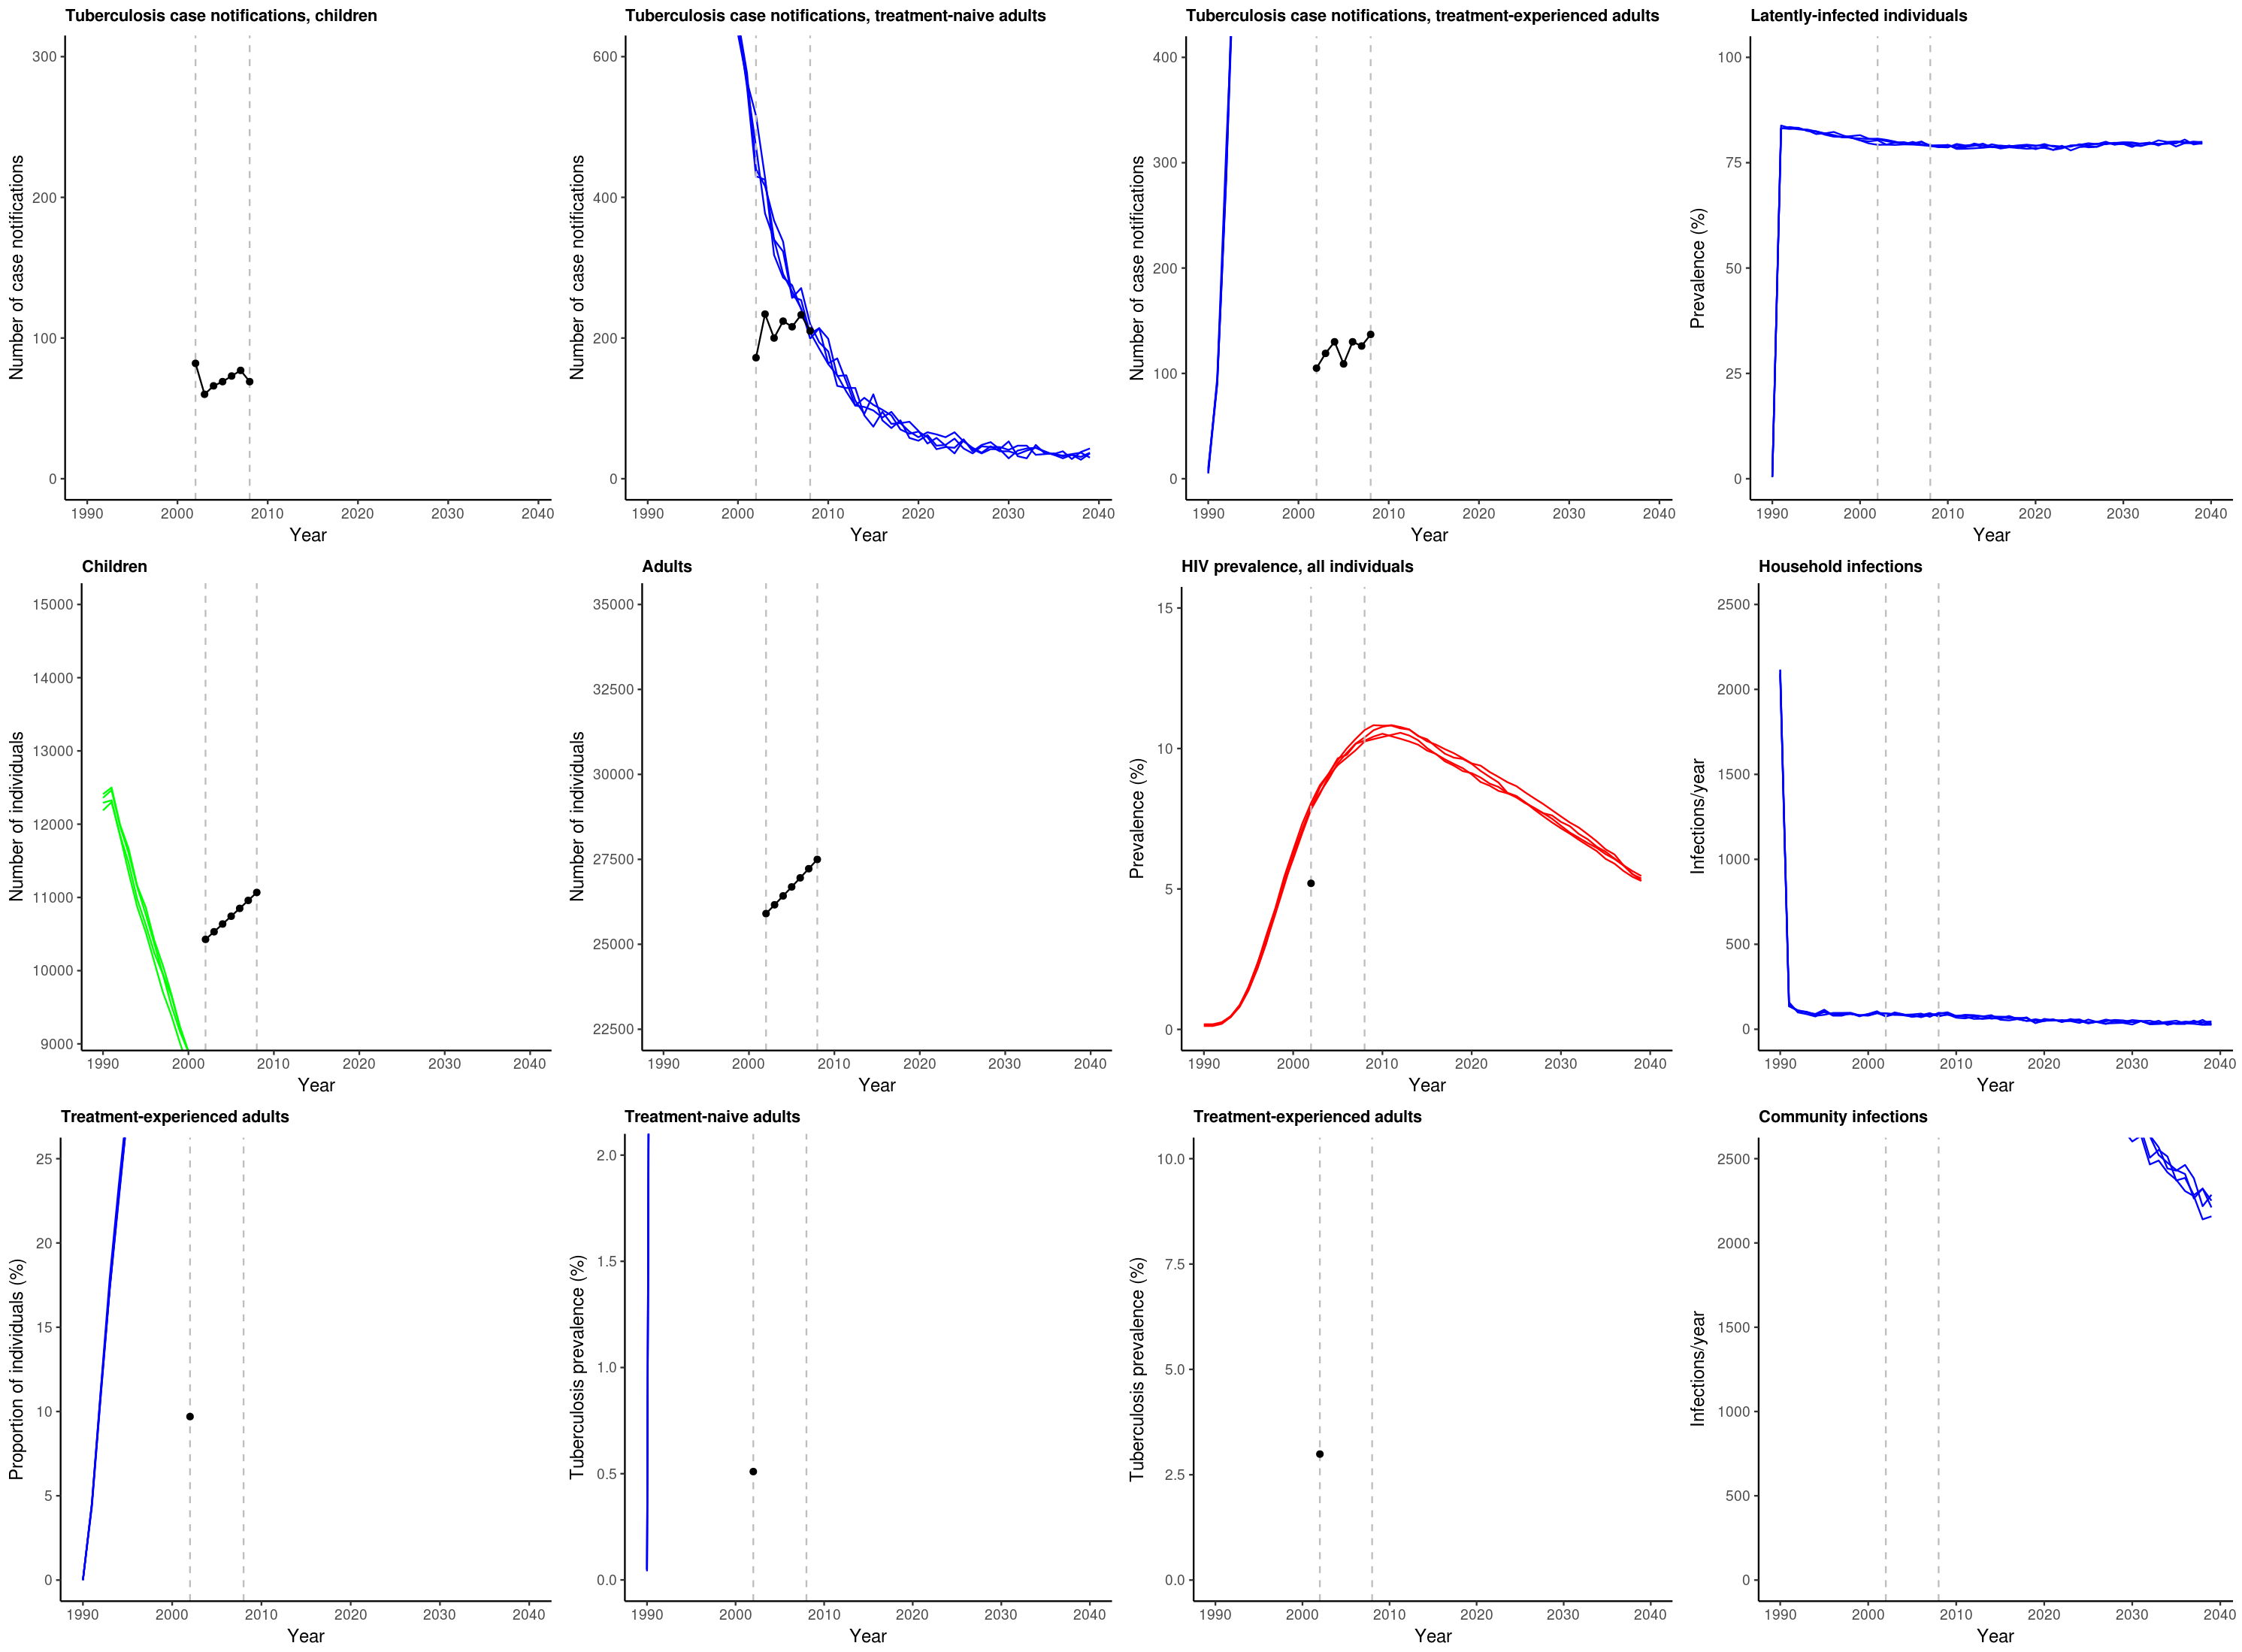 Tuberculosis case notifications, children
Number of case notifications
300
200
100
0
1990 2000 2010 2020 2030 2040
Year
Tuberculosis case notifications, treatment-naive adults
Number of case notifications
600
400
200
0
1990 2000 2010 2020 2030 2040
Year
Tuberculosis case notifications, treatment-experienced adults
Number of case notifications
400
300
200
100
0
1990 2000 2010 2020 2030 2040
Year
Latently-infected individuals
Prevalence (%)
100
75
50
25
0
1990 2000 2010 2020 2030 2040
Year
Children
Number of individuals
15000
14000
13000
12000
11000
10000
9000
1990 2000 2010 2020 2030 2040
Year
Adults
Number of individuals
35000
32500
30000
27500
25000
22500
1990 2000 2010 2020 2030 2040
Year
HIV prevalence, all individuals
Prevalence (%)
15
10
5
0
1990 2000 2010 2020 2030 2040
Year
Household infections
Infections/year
2500
2000
1500
1000
500
0
1990 2000 2010 2020 2030 2040
Year
Treatment-experienced adults
Proportion of individuals (%)
25
20
15
10
5
0
1990 2000 2010 2020 2030 2040
Year
Treatment-naive adults
Tuberculosis prevalence (%)
2.0
1.5
1.0
0.5
0.0
1990 2000 2010 2020 2030 2040
Year
Treatment-experienced adults
Tuberculosis prevalence (%)
10.0
7.5
5.0
2.5
0.0
1990 2000 2010 2020 2030 2040
Year
Community infections
Infections/year
2500
2000
1500
1000
500
0
1990 2000 2010 2020 2030 2040
Year